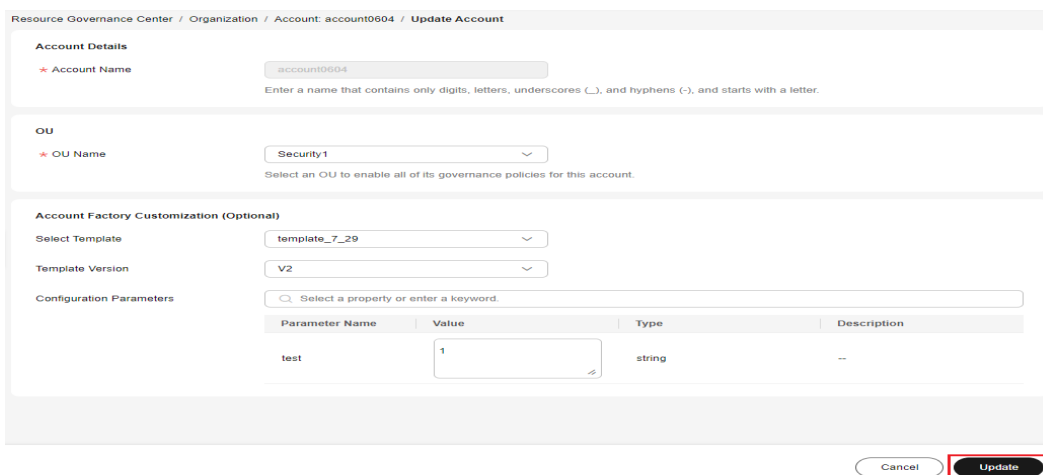 Resource Governance Center / Organization / Account: account0604 / Update Account
Account Details
* Account Name account0604
Enter a name that contains only digits, letters, underscores (_), and hyphens (-), and starts with a letter.
OU
* OU Name Security1
Select an OU to enable all of its governance policies for this account.
Account Factory Customization (Optional)
Select Template template_7_29
Template Version V2
Configuration Parameters Select a property or enter a keyword.
Parameter Name Value Type Description
test 1 string --
Cancel Update